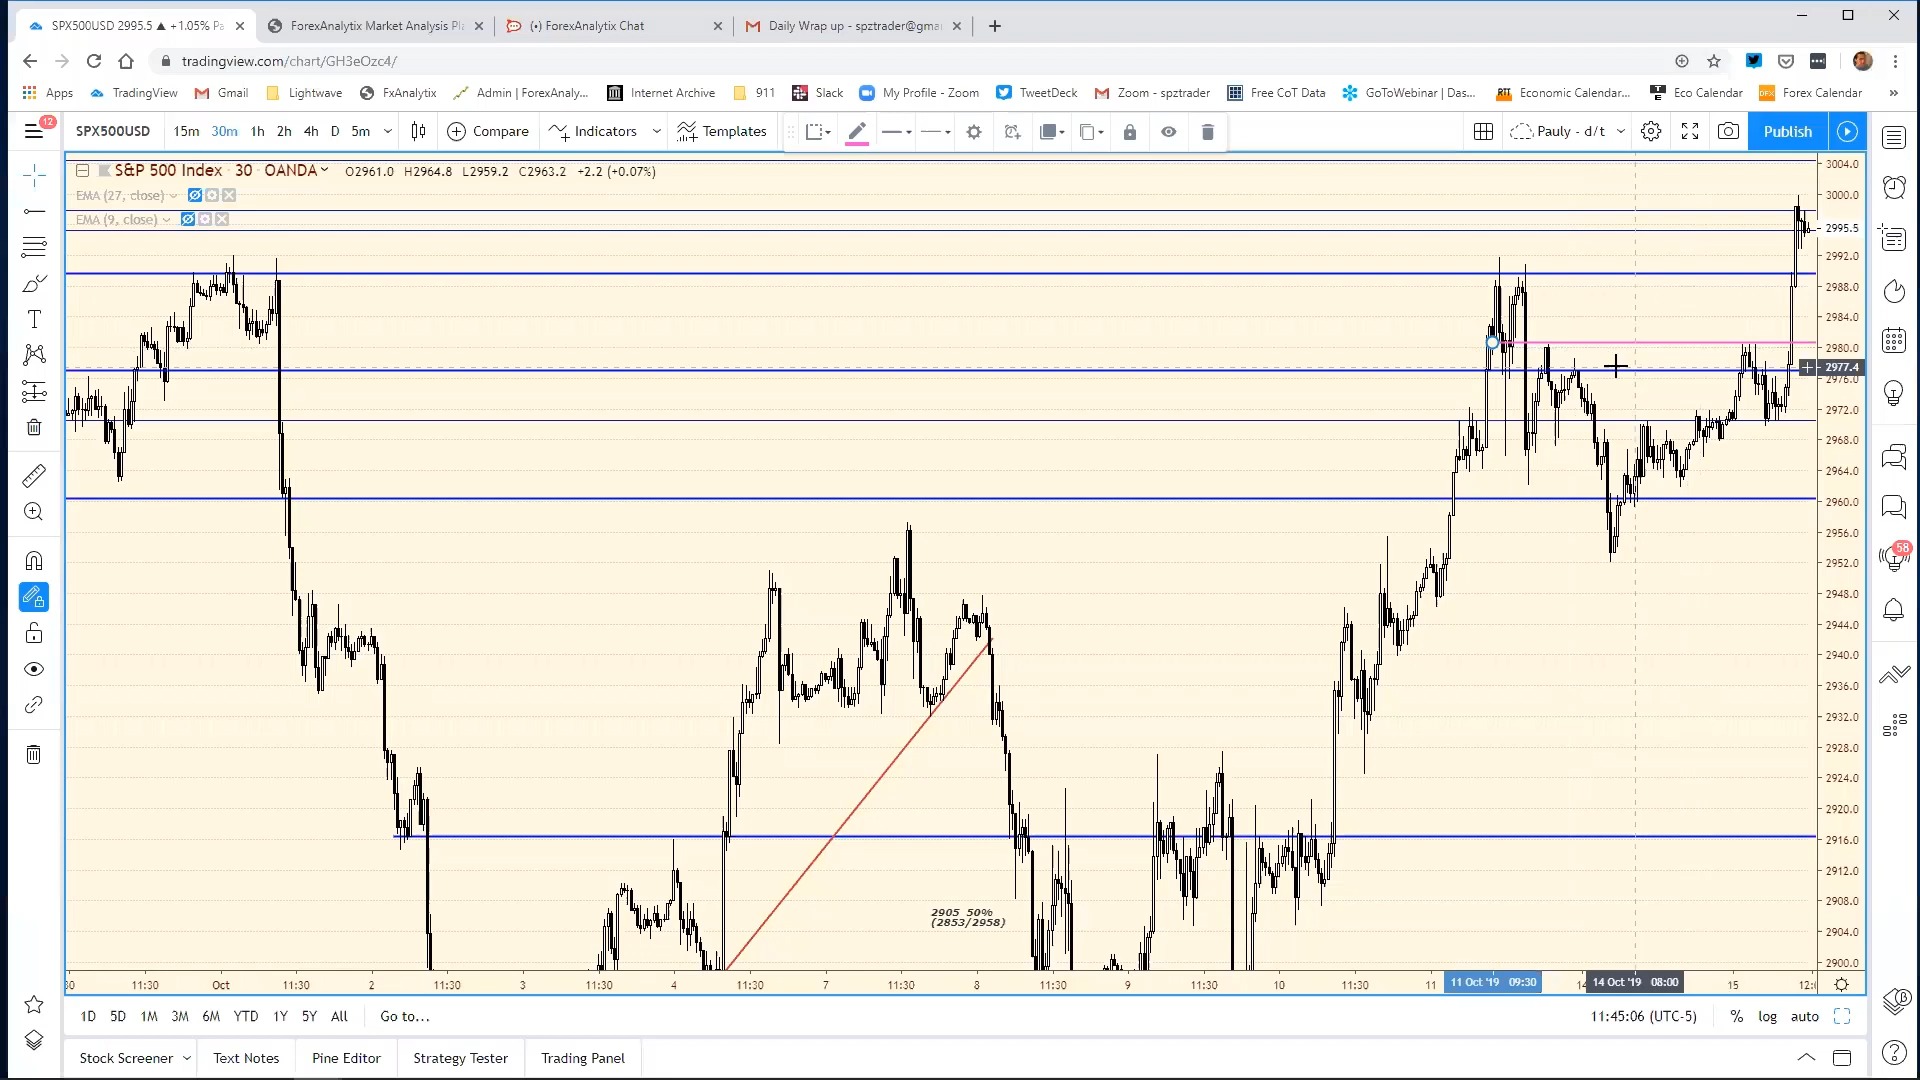 SPX500USD 2995.5 ▲ +1.05% Pa
ForexAnalytix Market Analysis Pl
(•) ForexAnalytix Chat
Daily Wrap up - spztrader@gma
tradingview.com/chart/GH3eOzc4/
Apps TradingView Gmail Lightwave FxAnalytix Admin | ForexAnaly... Internet Archive 911 Slack My Profile - Zoom TweetDeck Zoom - spztrader Free CoT Data GoToWebinar | Das... RTT Economic Calendar... Eco Calendar DFX Forex Calendar »
12
SPX500USD 15m 30m 1h 2h 4h D 5m Compare Indicators Templates Pauly - d/t Publish
S&P 500 Index · 30 · OANDA O2961.0 H2964.8 L2959.2 C2963.2 +2.2 (+0.07%)
EMA (27, close)
EMA (9, close)
3004.0
3000.0
2995.5
2992.0
2988.0
2984.0
2980.0
2977.4
2976.0
2972.0
2968.0
2964.0
2960.0
2956.0
2952.0
2948.0
2944.0
2940.0
2936.0
2932.0
2928.0
2924.0
2920.0
2916.0
2912.0
2908.0
2904.0
2900.0
58
2905 50%
(2853/2958)
30 11:30 Oct 11:30 2 11:30 3 11:30 4 11:30 7 11:30 8 11:30 9 11:30 10 11:30 11 11 Oct '19 09:30 14 14 Oct '19 08:00 15 12:0
1D 5D 1M 3M 6M YTD 1Y 5Y All Go to... 11:45:06 (UTC-5) % log auto
Stock Screener Text Notes Pine Editor Strategy Tester Trading Panel